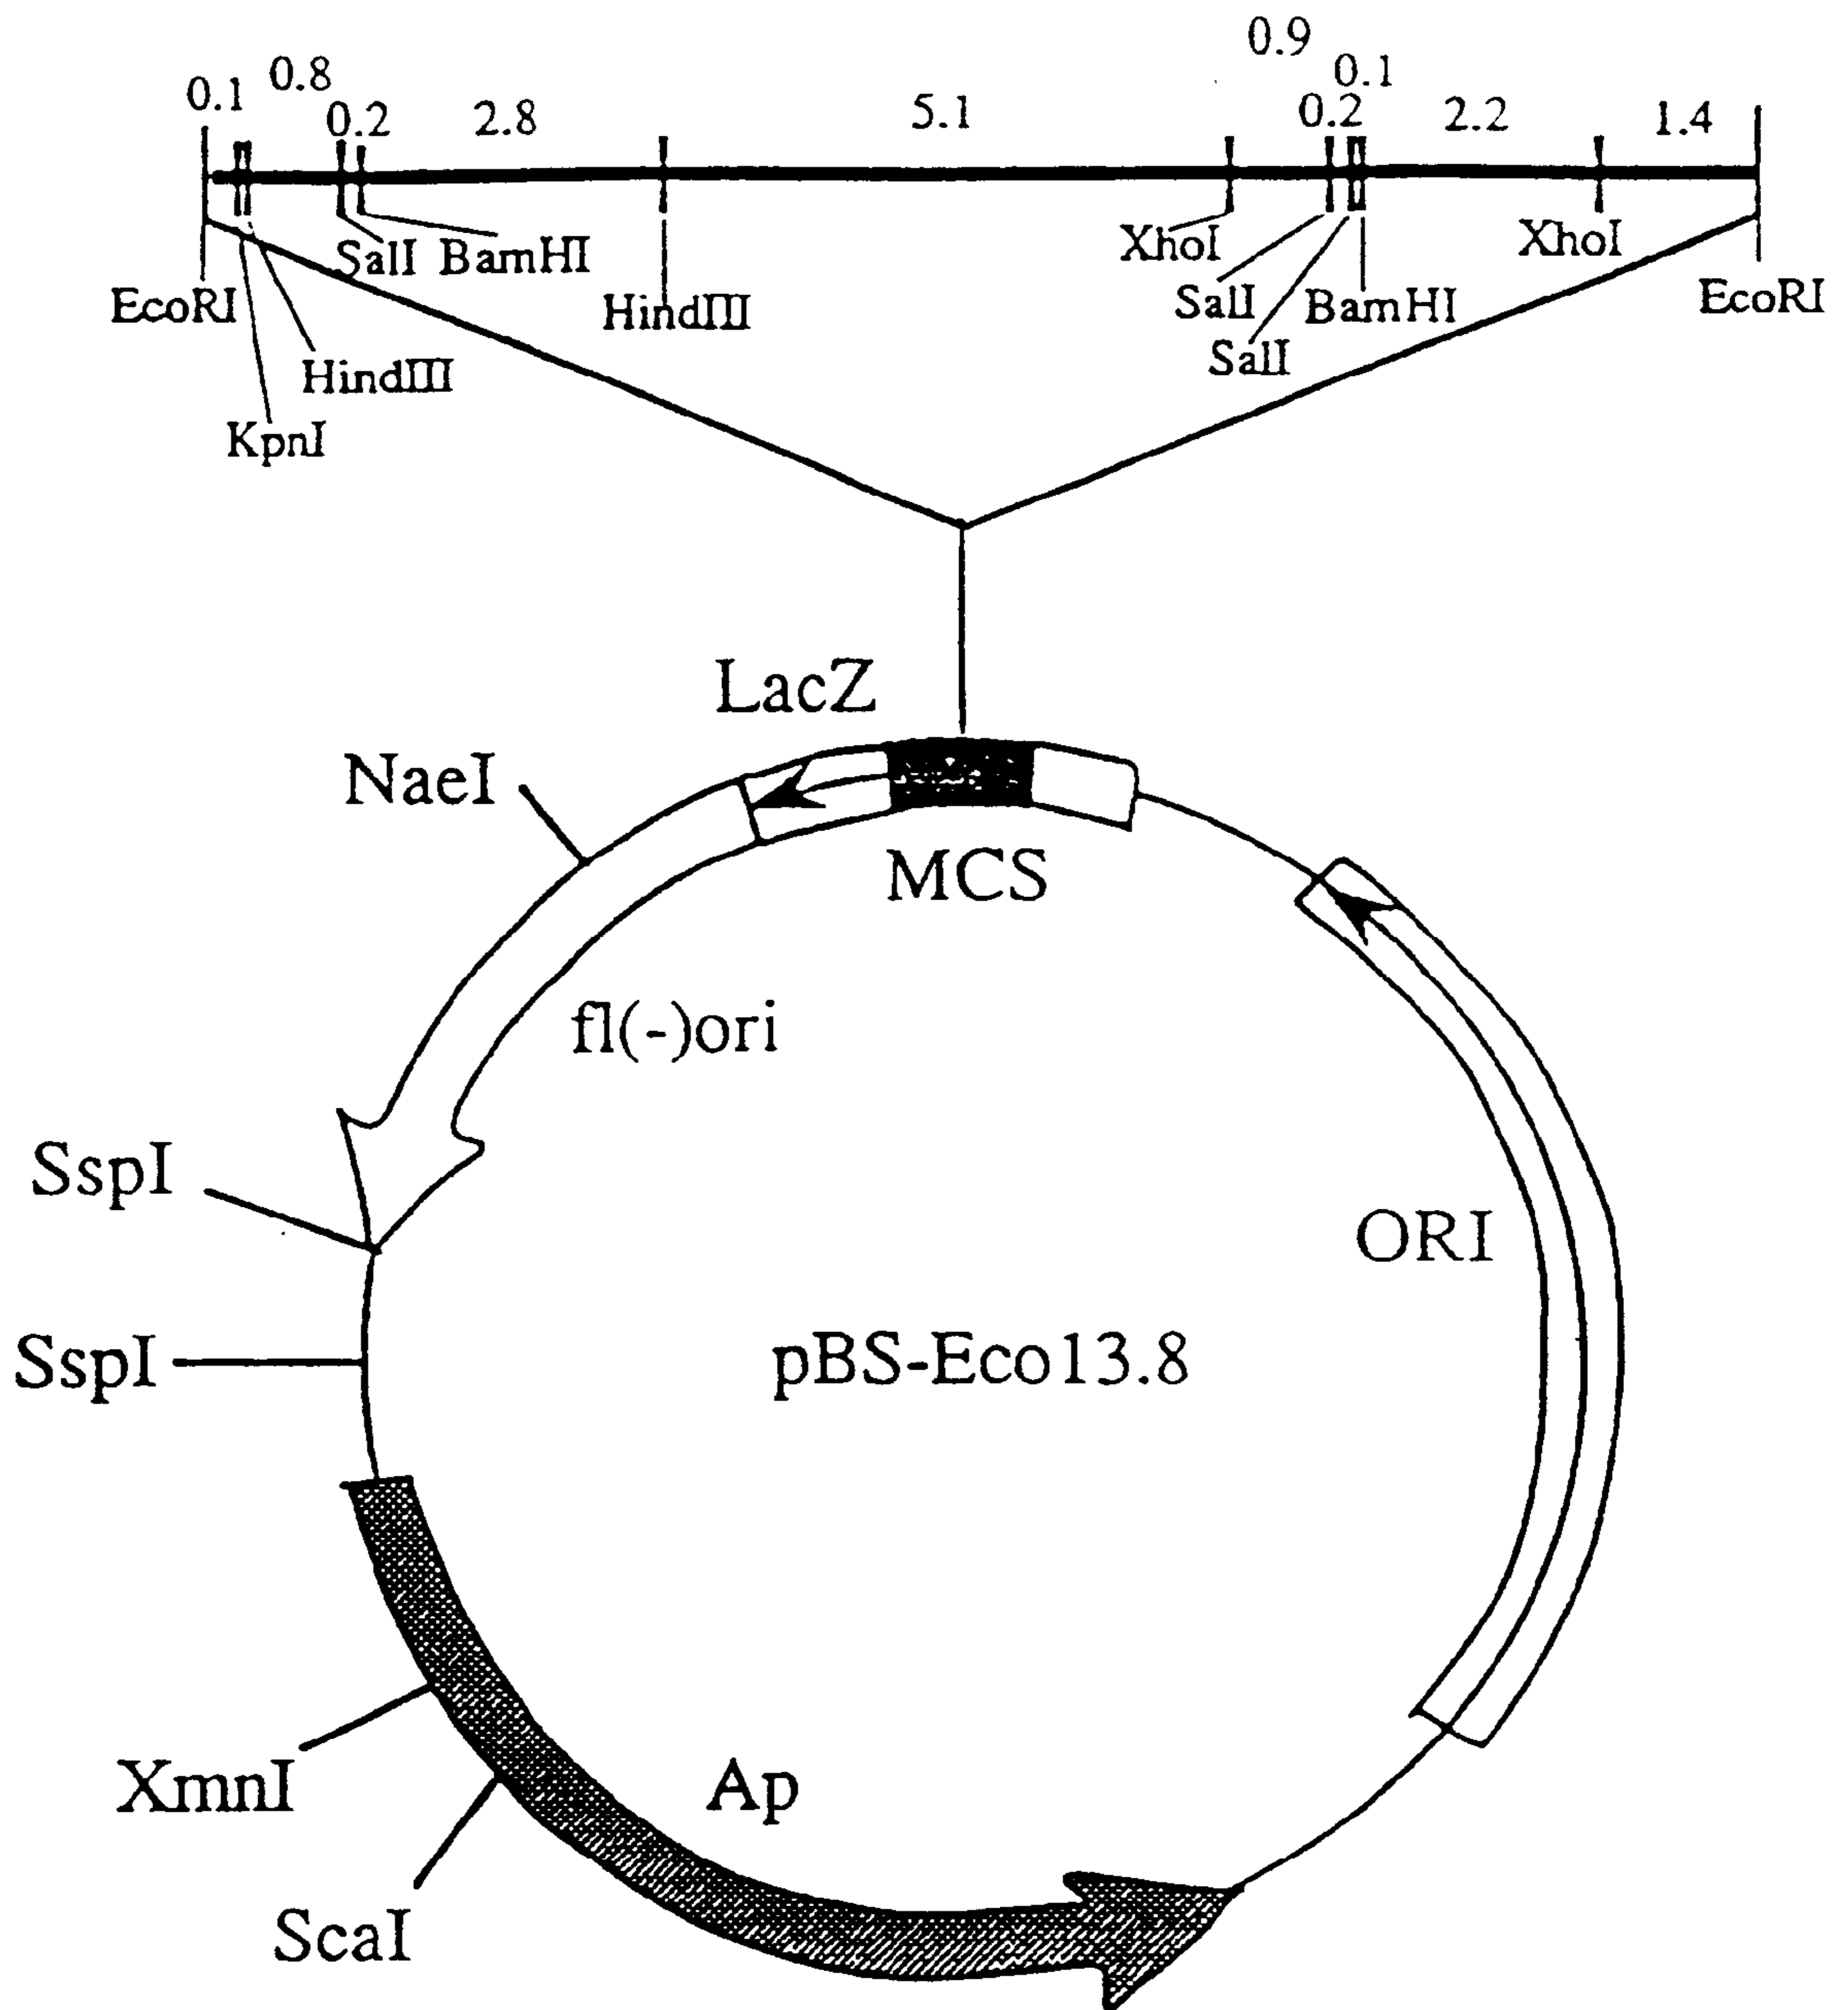 0.9
0.8
0.1
0.1
0.2
2.8
5.1
0.2
2.2
1.4
SalI
BamHI
XhoI
XhoI
EcoRI
HindIII
SalI
BamHI
EcoRI
HindIII
SalI
KpnI
LacZ
NaeI
MCS
f1(-)ori
SspI
ORI
SspI
pBS-Eco13.8
XmnI
Ap
ScaI